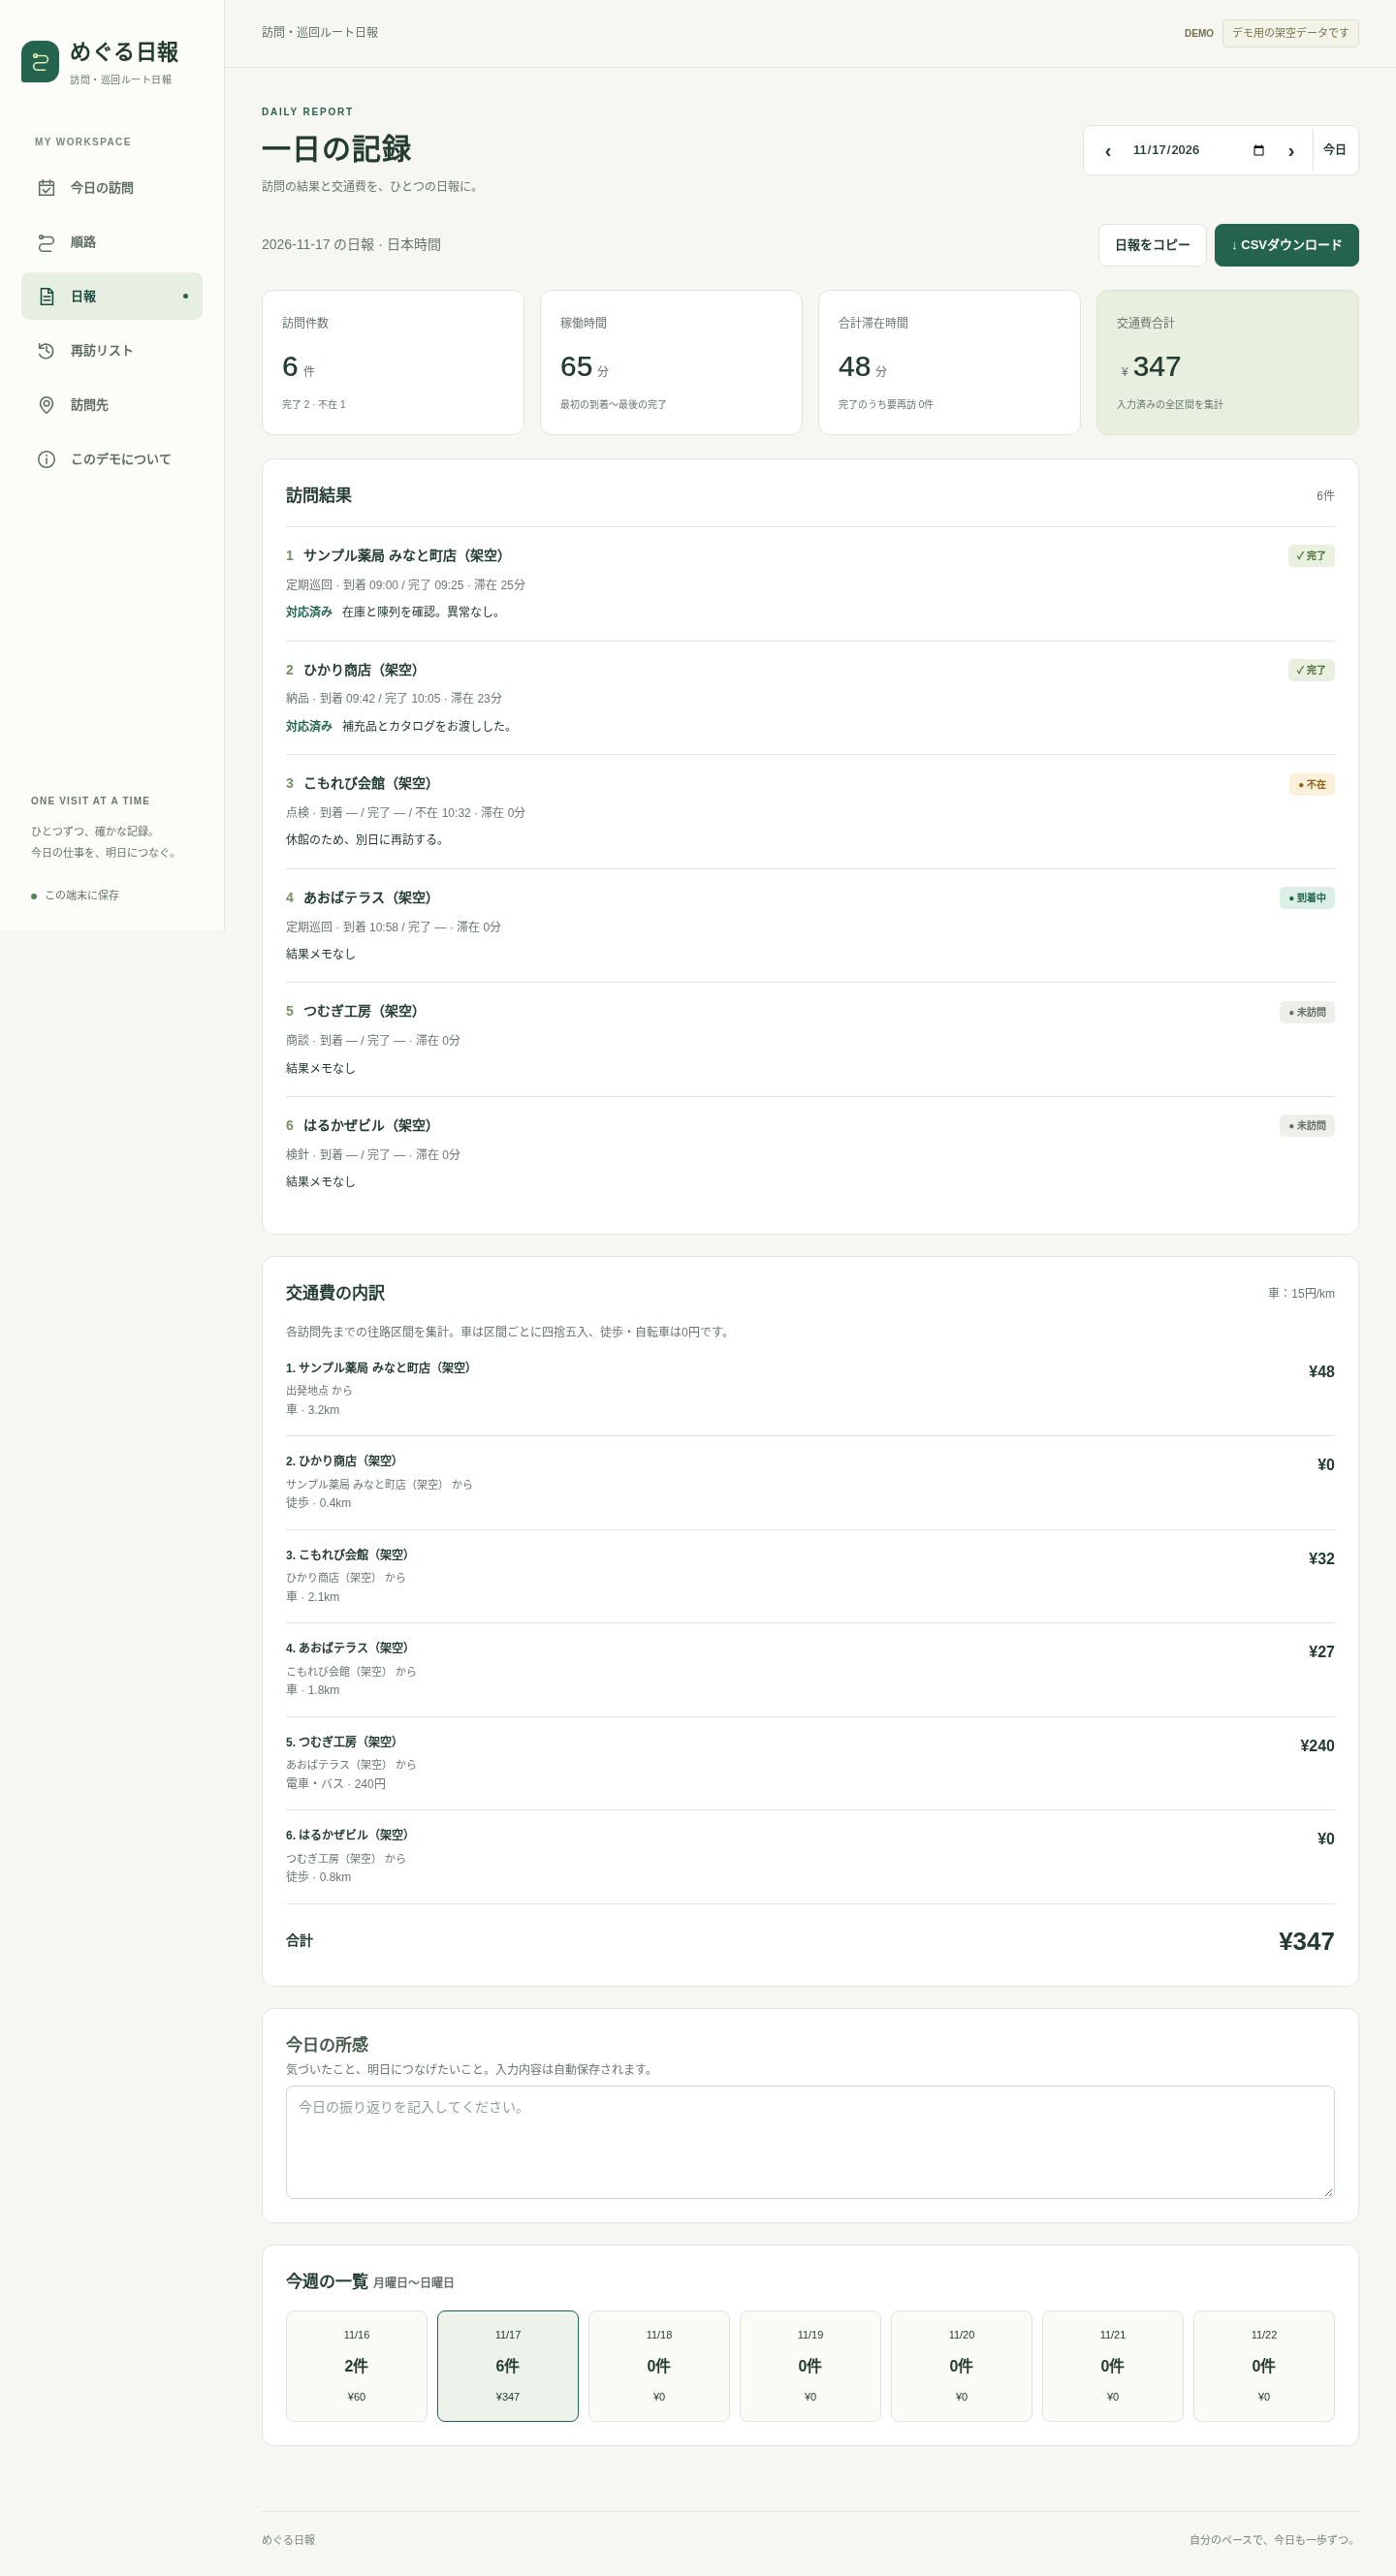 めぐる日報
訪問・巡回ルート日報
MY WORKSPACE
今日の訪問
順路
日報
再訪リスト
訪問先
このデモについて
ONE VISIT AT A TIME
ひとつずつ、確かな記録。
今日の仕事を、明日につなぐ。
この端末に保存
訪問・巡回ルート日報
DEMO デモ用の架空データです
DAILY REPORT
一日の記録
訪問の結果と交通費を、ひとつの日報に。
‹ 11/17/2026 › 今日
2026-11-17 の日報 · 日本時間
日報をコピー ↓ CSVダウンロード
訪問件数
6 件
完了 2 · 不在 1
稼働時間
65 分
最初の到着〜最後の完了
合計滞在時間
48 分
完了のうち要再訪 0件
交通費合計
¥ 347
入力済みの全区間を集計
訪問結果 6件
1 サンプル薬局 みなと町店（架空） ✓ 完了
定期巡回 · 到着 09:00 / 完了 09:25 · 滞在 25分
対応済み 在庫と陳列を確認。異常なし。
2 ひかり商店（架空） ✓ 完了
納品 · 到着 09:42 / 完了 10:05 · 滞在 23分
対応済み 補充品とカタログをお渡しした。
3 こもれび会館（架空） ● 不在
点検 · 到着 — / 完了 — / 不在 10:32 · 滞在 0分
休館のため、別日に再訪する。
4 あおばテラス（架空） ● 到着中
定期巡回 · 到着 10:58 / 完了 — · 滞在 0分
結果メモなし
5 つむぎ工房（架空） ● 未訪問
商談 · 到着 — / 完了 — · 滞在 0分
結果メモなし
6 はるかぜビル（架空） ● 未訪問
検針 · 到着 — / 完了 — · 滞在 0分
結果メモなし
交通費の内訳 車：15円/km
各訪問先までの往路区間を集計。車は区間ごとに四捨五入、徒歩・自転車は0円です。
1. サンプル薬局 みなと町店（架空） ¥48
出発地点 から
車 · 3.2km
2. ひかり商店（架空） ¥0
サンプル薬局 みなと町店（架空） から
徒歩 · 0.4km
3. こもれび会館（架空） ¥32
ひかり商店（架空） から
車 · 2.1km
4. あおばテラス（架空） ¥27
こもれび会館（架空） から
車 · 1.8km
5. つむぎ工房（架空） ¥240
あおばテラス（架空） から
電車・バス · 240円
6. はるかぜビル（架空） ¥0
つむぎ工房（架空） から
徒歩 · 0.8km
合計 ¥347
今日の所感
気づいたこと、明日につなげたいこと。入力内容は自動保存されます。
今日の振り返りを記入してください。
今週の一覧 月曜日〜日曜日
11/16 11/17 11/18 11/19 11/20 11/21 11/22
2件 6件 0件 0件 0件 0件 0件
¥60 ¥347 ¥0 ¥0 ¥0 ¥0 ¥0
めぐる日報 自分のペースで、今日も一歩ずつ。